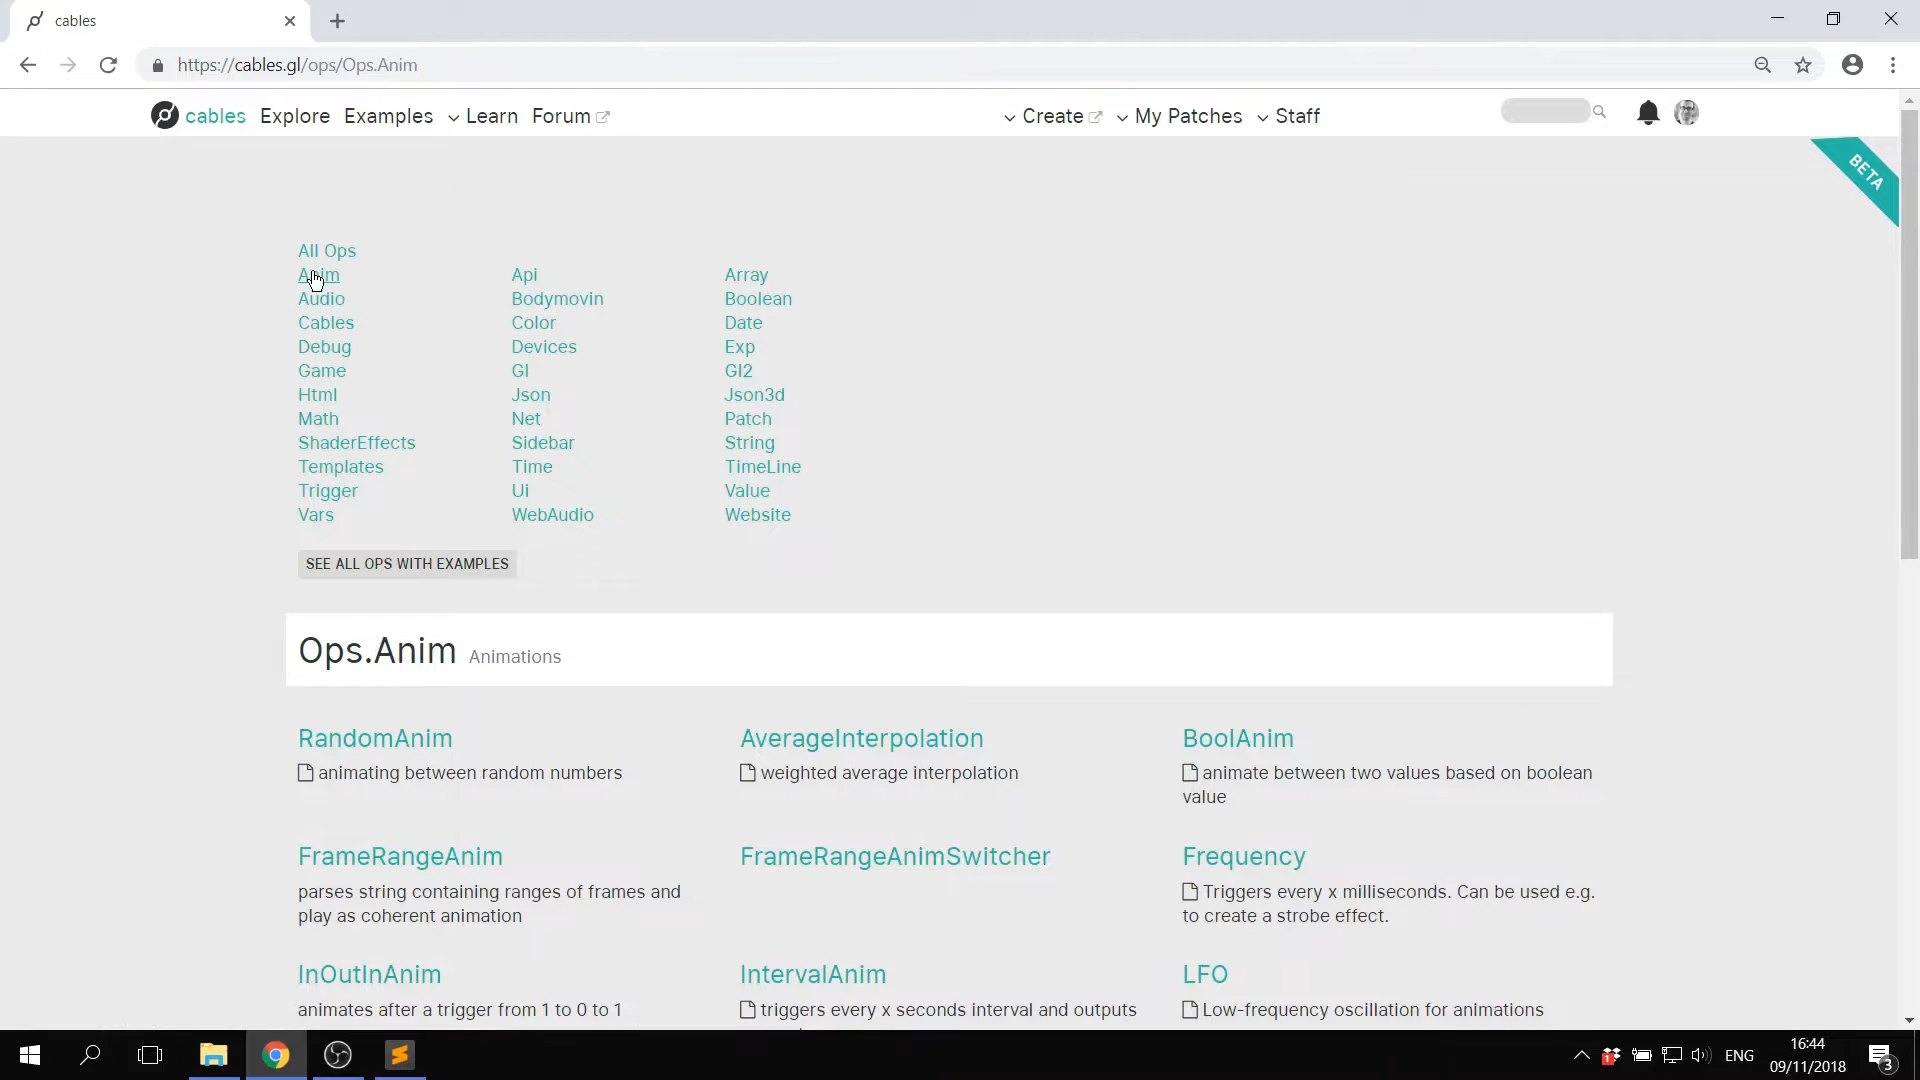 cables
https://cables.gl/ops/Ops.Anim
cables Explore Examples Learn Forum Create My Patches Staff
BETA
All Ops
Anim Api Array
Audio Bodymovin Boolean
Cables Color Date
Debug Devices Exp
Game Gl Gl2
Html Json Json3d
Math Net Patch
ShaderEffects Sidebar String
Templates Time TimeLine
Trigger Ui Value
Vars WebAudio Website
SEE ALL OPS WITH EXAMPLES
Ops.Anim Animations
RandomAnim AverageInterpolation BoolAnim
animating between random numbers weighted average interpolation animate between two values based on boolean
value
FrameRangeAnim FrameRangeAnimSwitcher Frequency
parses string containing ranges of frames and Triggers every x milliseconds. Can be used e.g.
play as coherent animation to create a strobe effect.
InOutInAnim IntervalAnim LFO
animates after a trigger from 1 to 0 to 1 triggers every x seconds interval and outputs Low-frequency oscillation for animations
ENG 16:44
09/11/2018 3